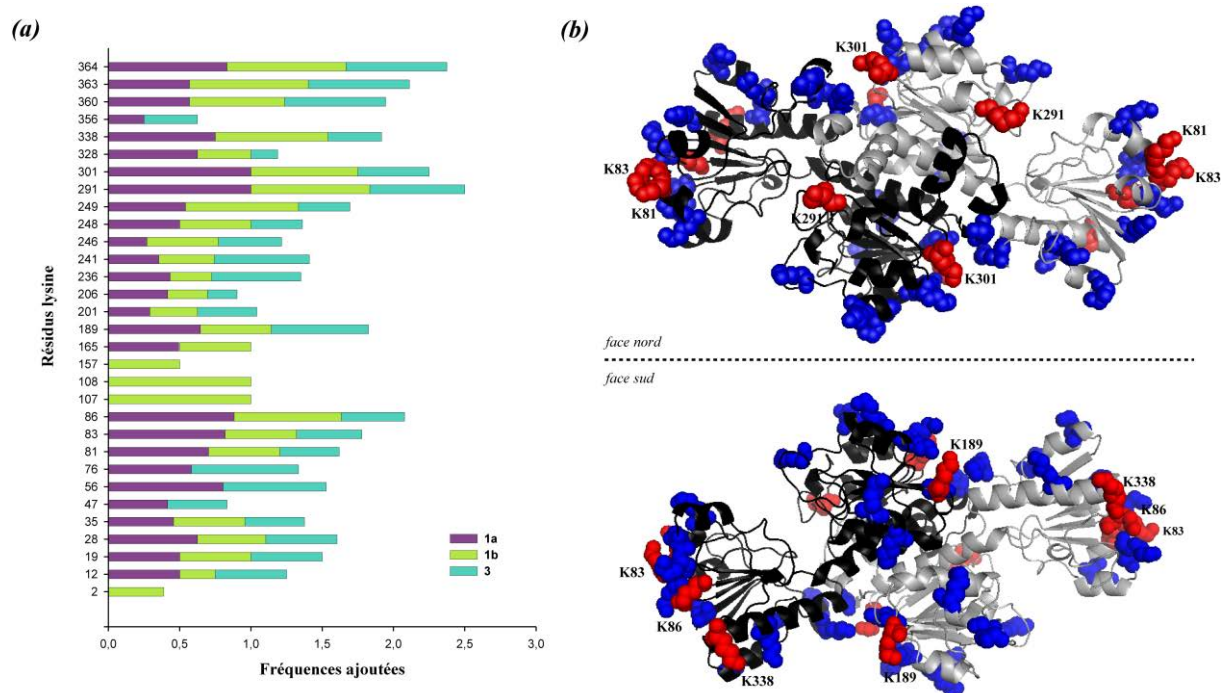 (a)
364
363
360
356
338
328
301
291
249
248
246
241
236
206
201
189
165
157
108
107
86
83
81
76
56
47
35
28
19
12
2
Résidus lysine
1a
1b
3
0,0 0,5 1,0 1,5 2,0 2,5 3,0
Fréquences ajoutées
(b)
K301
K291
K81
K83
K83
K81
K291
K301
face nord
face sud
K189
K338
K86
K83
K83
K86
K338
K189